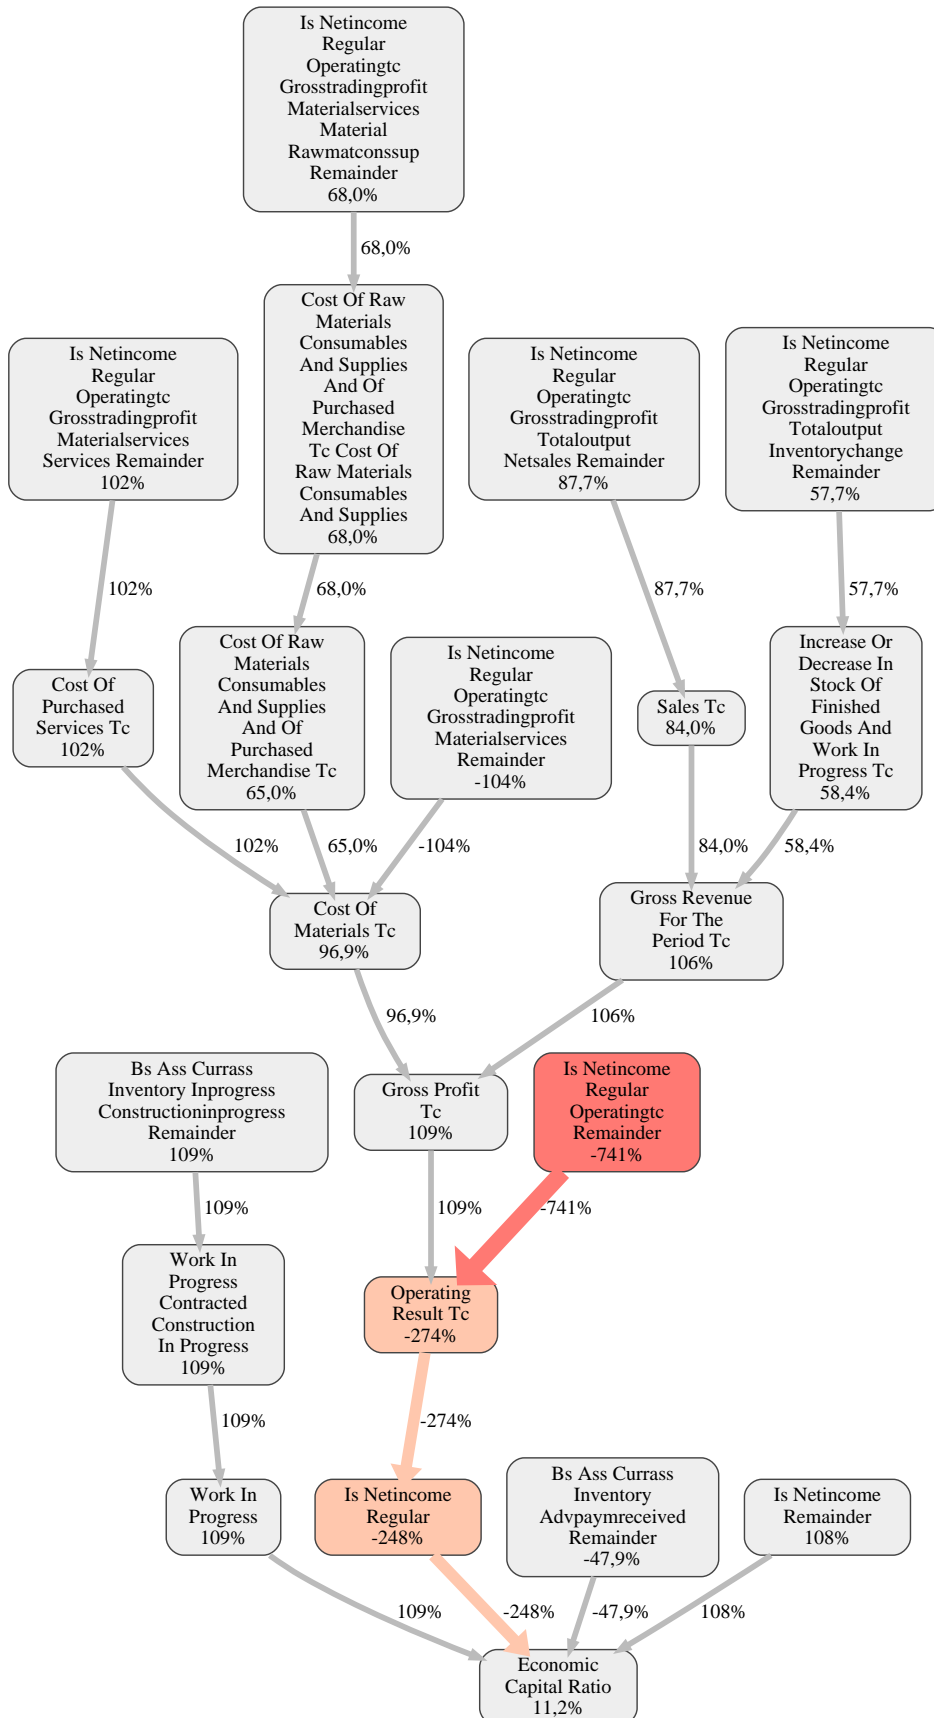 Is Netincome
Regular
Operatingtc
Grosstradingprofit
Materialservices
Material
Rawmatconssup
Remainder
68,0%
68,0%
Cost Of Raw
Materials
Consumables
And Supplies
And Of
Purchased
Merchandise
Tc Cost Of
Raw Materials
Consumables
And Supplies
68,0%
Is Netincome
Regular
Operatingtc
Grosstradingprofit
Materialservices
Services Remainder
102%
Is Netincome
Regular
Operatingtc
Grosstradingprofit
Totaloutput
Netsales Remainder
87,7%
Is Netincome
Regular
Operatingtc
Grosstradingprofit
Totaloutput
Inventorychange
Remainder
57,7%
102%
68,0%
87,7%
57,7%
Cost Of
Purchased
Services Tc
102%
Cost Of Raw
Materials
Consumables
And Supplies
And Of
Purchased
Merchandise Tc
65,0%
Is Netincome
Regular
Operatingtc
Grosstradingprofit
Materialservices
Remainder
-104%
Sales Tc
84,0%
Increase Or
Decrease In
Stock Of
Finished
Goods And
Work In
Progress Tc
58,4%
102%
65,0%
-104%
84,0%
58,4%
Cost Of
Materials Tc
96,9%
Gross Revenue
For The
Period Tc
106%
96,9%
106%
Bs Ass Currass
Inventory Inprogress
Constructioninprogress
Remainder
109%
Gross Profit
Tc
109%
Is Netincome
Regular
Operatingtc
Remainder
-741%
109%
109%
-741%
Work In
Progress
Contracted
Construction
In Progress
109%
Operating
Result Tc
-274%
109%
-274%
Work In
Progress
109%
Is Netincome
Regular
-248%
Bs Ass Currass
Inventory
Advpaymreceived
Remainder
-47,9%
Is Netincome
Remainder
108%
109%
-248%
-47,9%
108%
Economic
Capital Ratio
11,2%